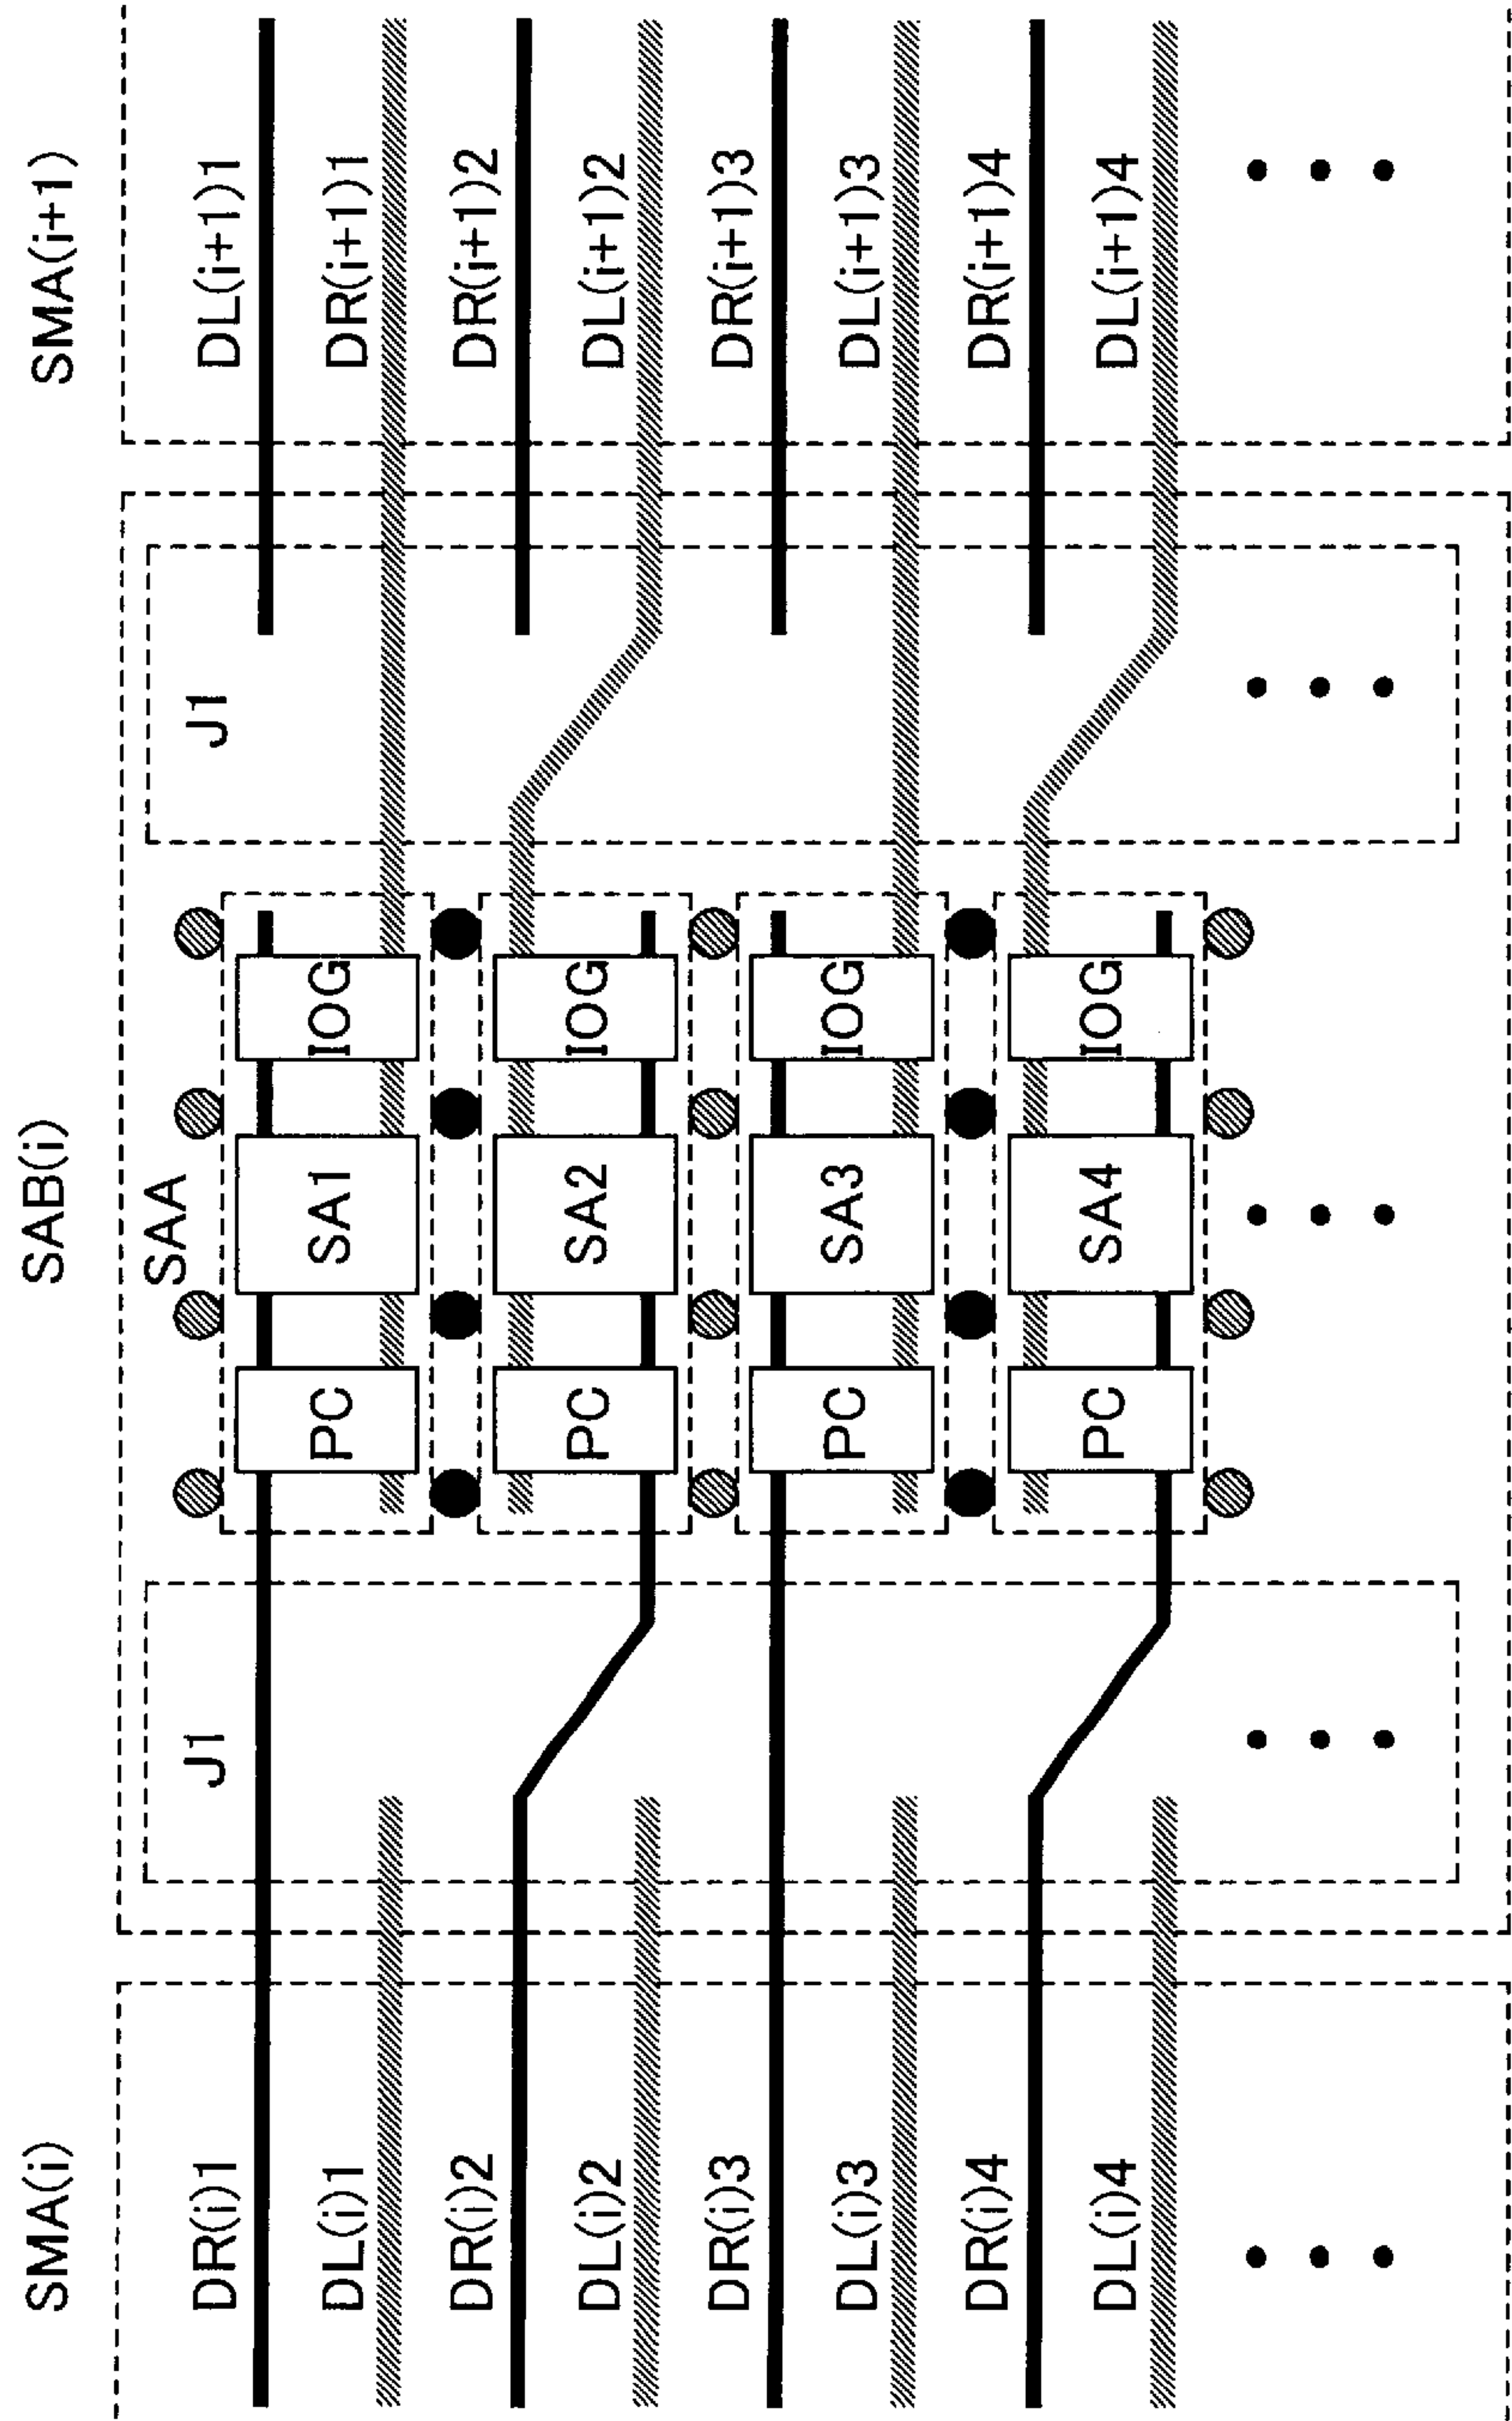 SMA(i)
SAB(i)
SMA(i+1)
SAA
DR(i)1
J1
J1
DL(i+1)1
DL(i)1
PC
SA1
IOG
DR(i+1)1
DR(i)2
DR(i+1)2
DL(i)2
PC
SA2
IOG
DL(i+1)2
DR(i)3
DR(i+1)3
DL(i)3
PC
SA3
IOG
DL(i+1)3
DR(i)4
DR(i+1)4
DL(i)4
PC
SA4
IOG
DL(i+1)4